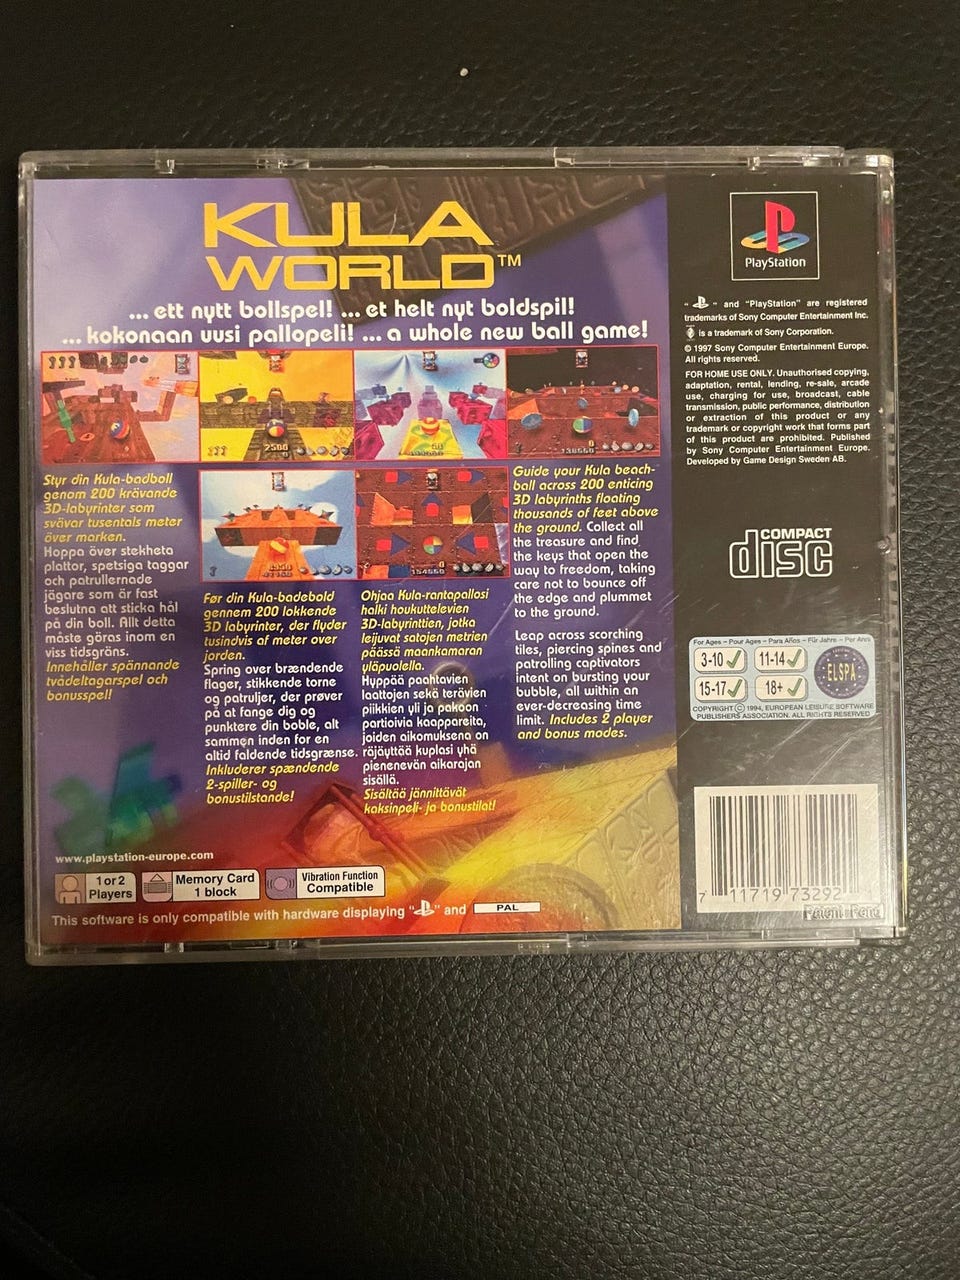 KULA
WORLD™
... ett nytt bollspel! ... et helt nyt boldspil!
... kokonaan uusi pallopeli! ... a whole new ball game!
Styr din Kula-badboll
genom 200 krävande
3D-labyrinter som
svävar tusentals meter
över marken.
Hoppa över stekheta
plattor, spetsiga taggar
och patrullernade
jägare som är fast
beslutna att sticka hål
på din boll. Allt detta
måste göras inom en
viss tidsgräns.
Innehåller spännande
tvådeltagarspel och
bonusspel!
Før din Kula-badebold
gennem 200 lokkende
3D labyrinter, der flyder
tusindvis af meter over
jorden.
Spring over brændende
flager, stikkende torne
og patruljer, der prøver
på at fange dig og
punktere din boble, alt
sammen inden for en
altid faldende tidsgrænse.
Inkluderer spændende
2-spiller- og
bonustilstande!
Ohjaa Kula-rantapallosi
halki houkuttelevien
3D-labyrinttien, jotka
leijuvat satojen metrien
päässä maankamaran
yläpuolella.
Hyppää paahtavien
laattojen sekä terävien
piikkien yli ja pakoon
partioivia kaappareita,
joiden aikomuksena on
räjäyttää kuplasi yhä
pienenevän aikarajan
sisällä.
Sisältää jännittävät
kaksinpeli- ja bonustilat!
Guide your Kula beach-
ball across 200 enticing
3D labyrinths floating
thousands of feet above
the ground. Collect all
the treasure and find
the keys that open the
way to freedom, taking
care not to bounce off
the edge and plummet
to the ground.
Leap across scorching
tiles, piercing spines and
patrolling captivators
intent on bursting your
bubble, all within an
ever-decreasing time
limit. Includes 2 player
and bonus modes.
www.playstation-europe.com
1 or 2
Players
Memory Card
1 block
Vibration Function
Compatible
This software is only compatible with hardware displaying " " and PAL
PlayStation
" " and "PlayStation" are registered
trademarks of Sony Computer Entertainment Inc.
is a trademark of Sony Corporation.
© 1997 Sony Computer Entertainment Europe.
All rights reserved.
FOR HOME USE ONLY. Unauthorised copying,
adaptation, rental, lending, re-sale, arcade
use, charging for use, broadcast, cable
transmission, public performance, distribution
or extraction of this product or any
trademark or copyright work that forms part
of this product are prohibited. Published
by Sony Computer Entertainment Europe.
Developed by Game Design Sweden AB.
COMPACT
disc
For Ages – Pour Ages – Para Años – Für Jahre – Per Anni
3-10 11-14
15-17 18+
ELSPA
COPYRIGHT © 1994, EUROPEAN LEISURE SOFTWARE
PUBLISHERS ASSOCIATION. ALL RIGHTS RESERVED
7 11719 73292